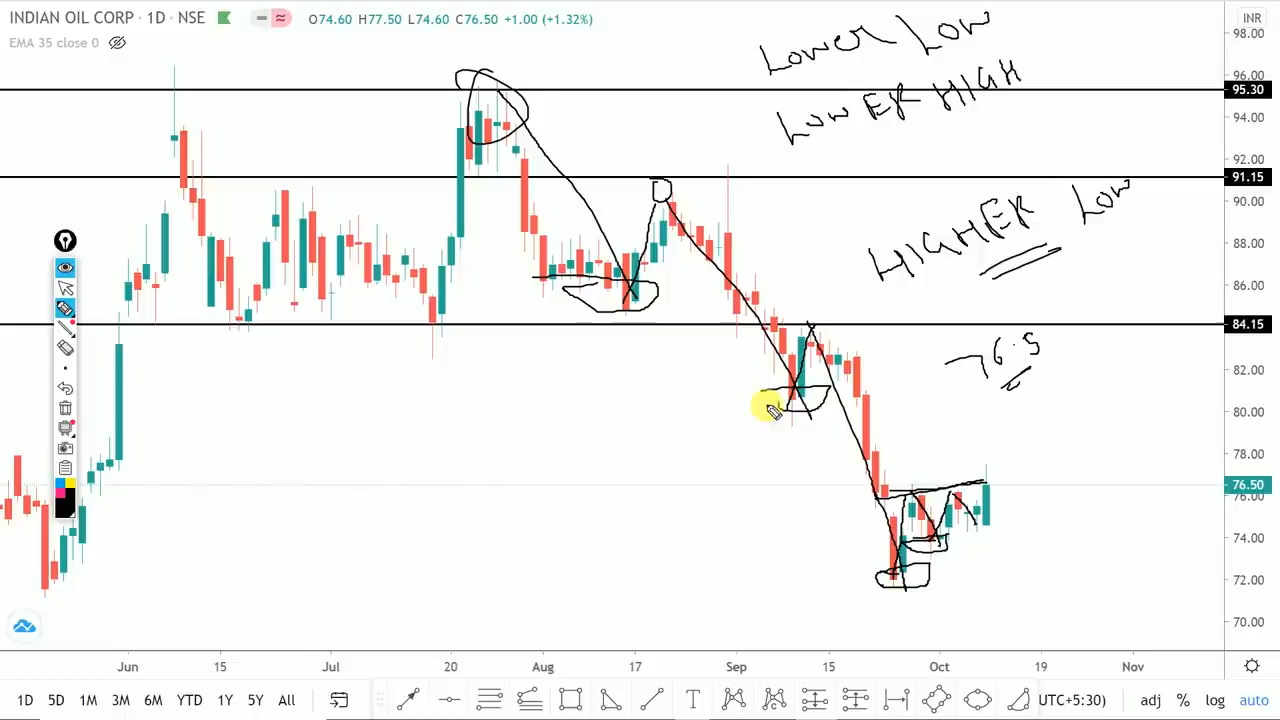 INDIAN OIL CORP · 1D · NSE
O74.60 H77.50 L74.60 C76.50 +1.00 (+1.32%)
INR
EMA 35 close 0
LOWER LOW
LOWER HIGH
HIGHER LOW
76.5
98.00
96.00
95.30
94.00
92.00
91.15
90.00
88.00
86.00
84.15
82.00
80.00
78.00
76.50
76.00
74.00
72.00
70.00
Jun 15 Jul 20 Aug 17 Sep 15 Oct 19 Nov
1D 5D 1M 3M 6M YTD 1Y 5Y All T UTC+5:30) adj % log auto